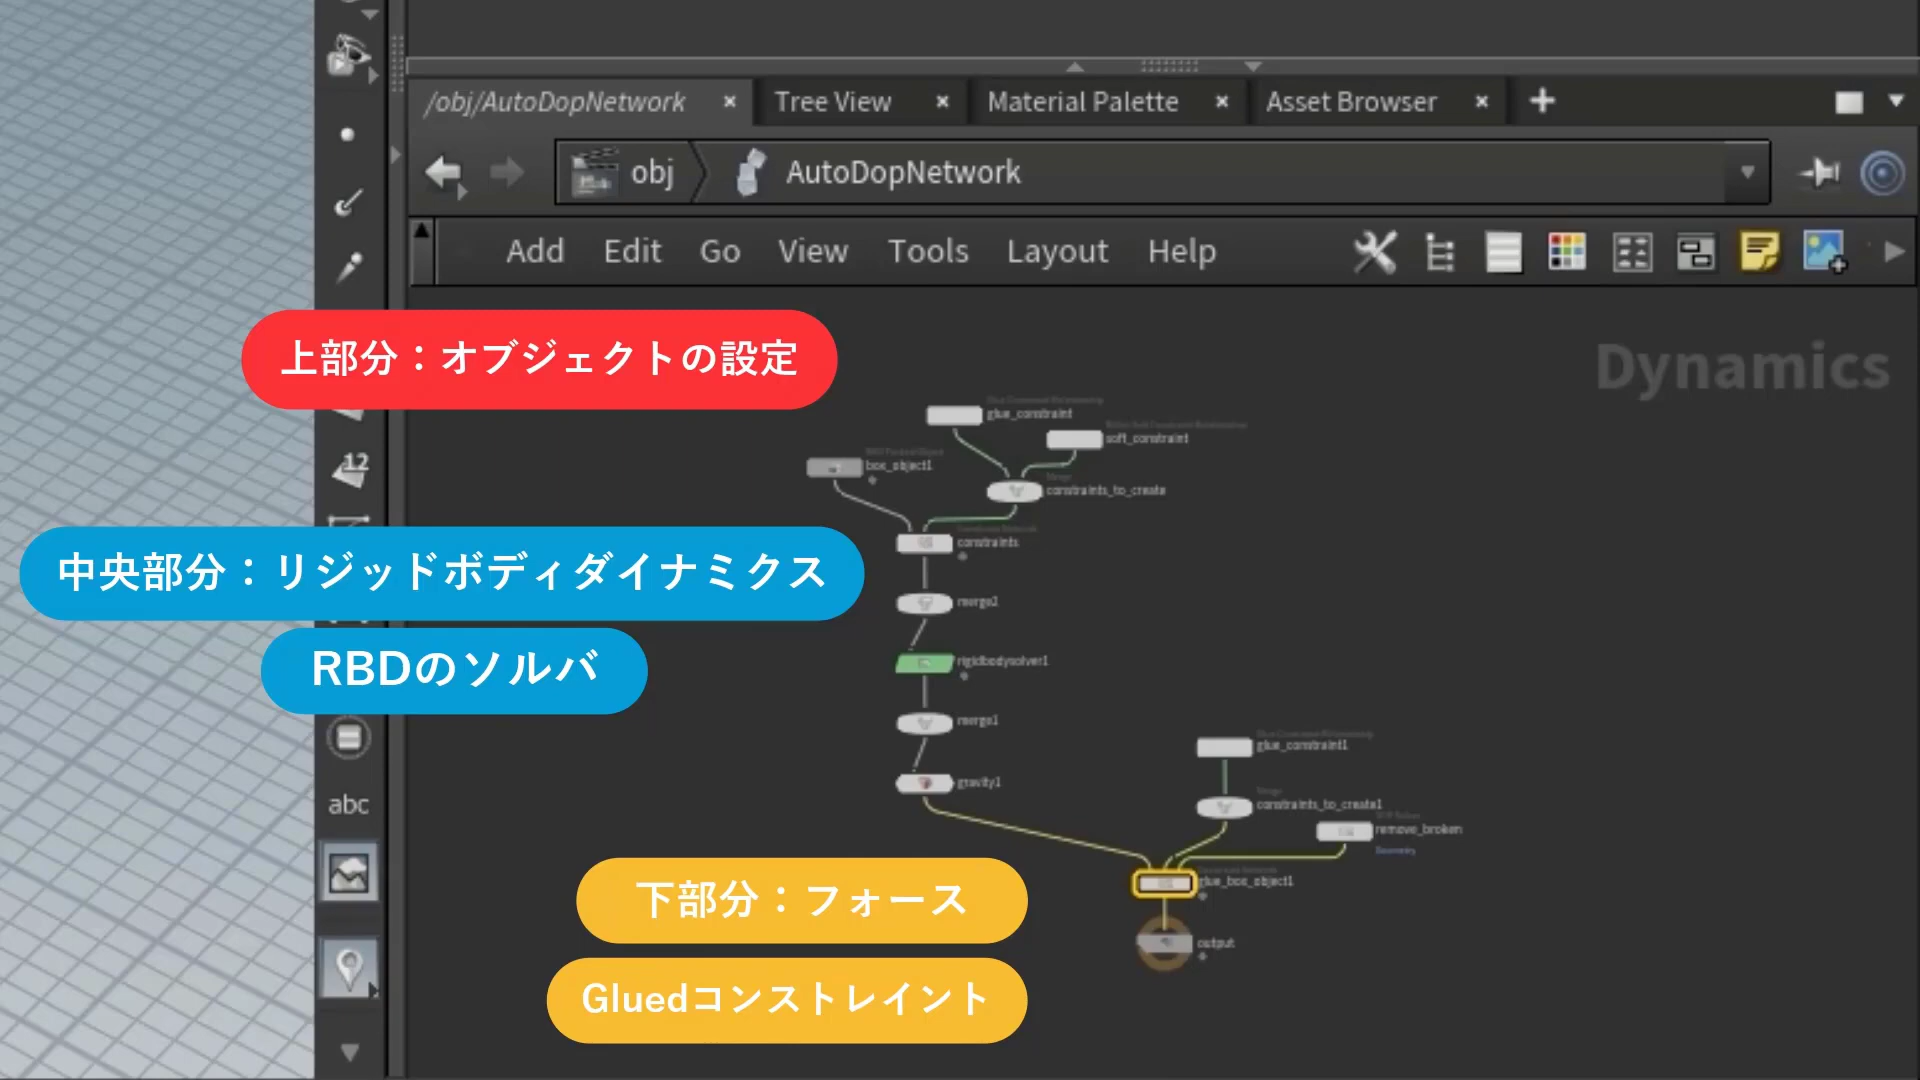 /obj/AutoDopNetwork
Tree View
Material Palette
Asset Browser
obj
AutoDopNetwork
Add
Edit
Go
View
Tools
Layout
Help
上部分：オブジェクトの設定
Dynamics
glue_constraint
soft_constraint
box_object1
12
constraints_to_create
constraints
中央部分：リジッドボディダイナミクス
merge2
RBDのソルバ
rigidbodysolver1
merge1
glue_constraint1
gravity1
abc
constraints_to_create1
remove_broken
Geometry
下部分：フォース
glue_box_object1
output
Gluedコンストレイント